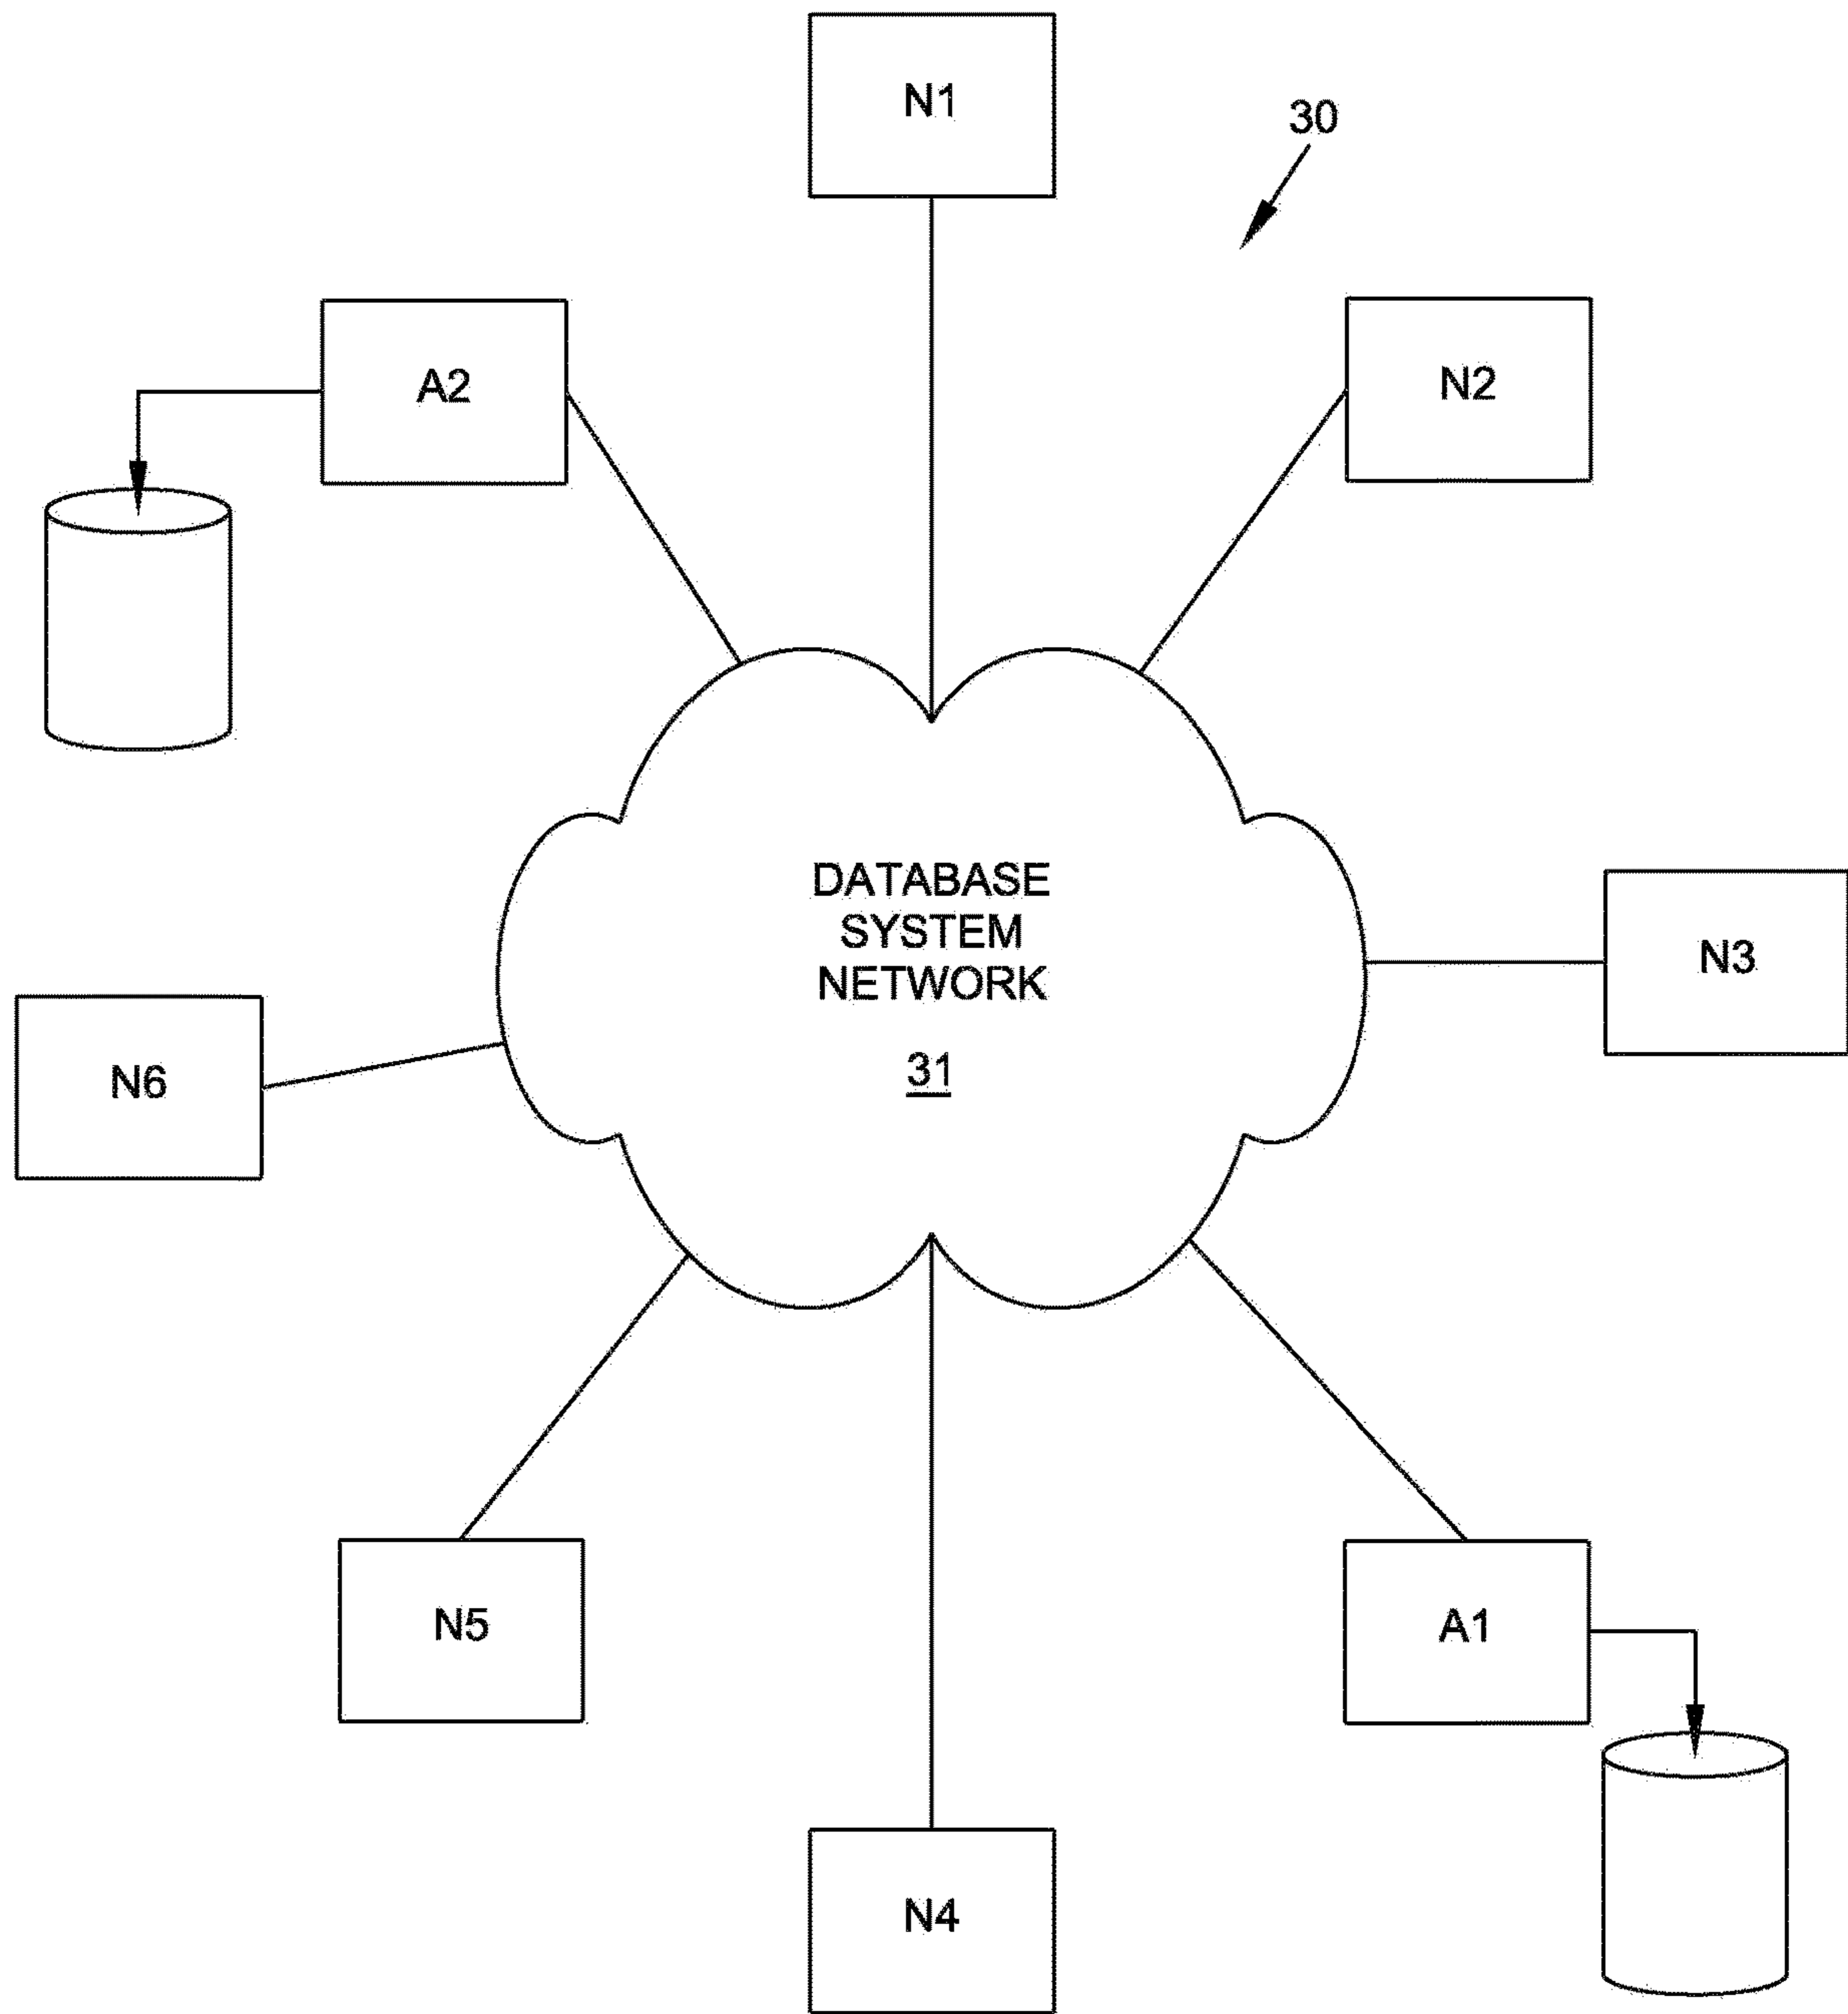 N1
30
A2
N2
DATABASE
SYSTEM
NETWORK
31
N3
N6
N5
A1
N4